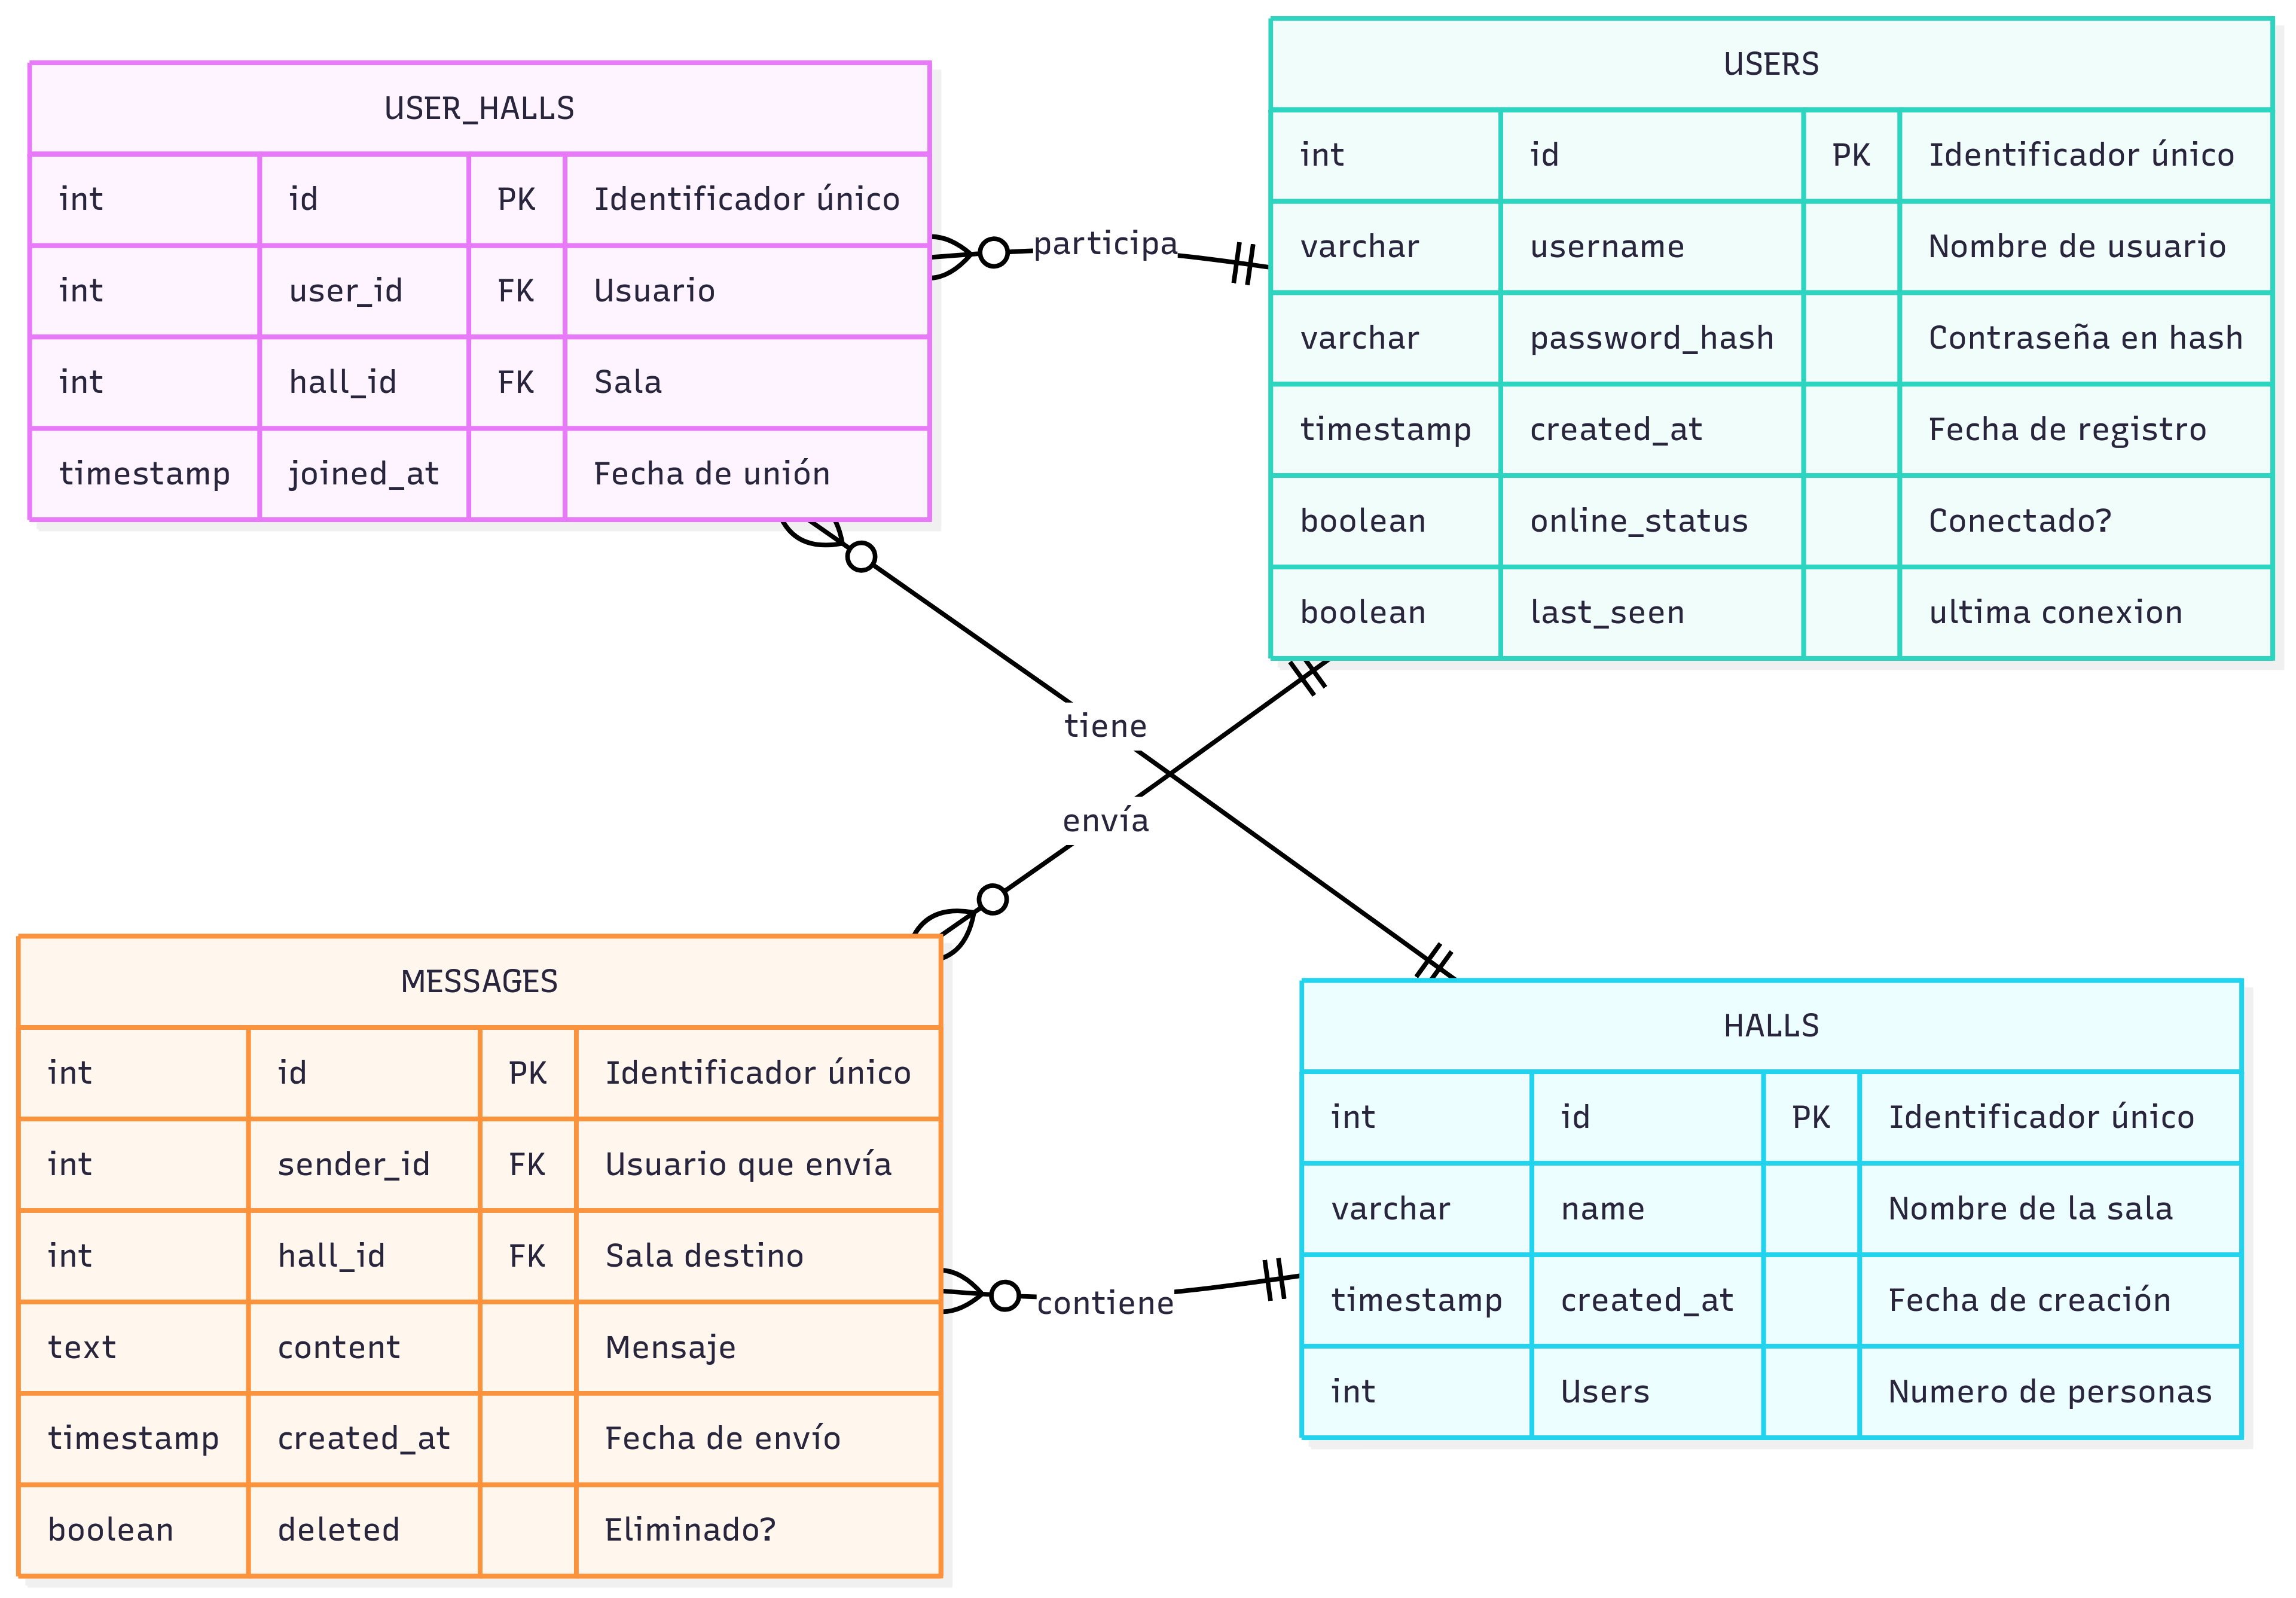 USER_HALLS
int id PK Identificador único
int user_id FK Usuario
int hall_id FK Sala
timestamp joined_at Fecha de unión
participa
USERS
int id PK Identificador único
varchar username Nombre de usuario
varchar password_hash Contraseña en hash
timestamp created_at Fecha de registro
boolean online_status Conectado?
boolean last_seen ultima conexion
tiene
envía
MESSAGES
int id PK Identificador único
int sender_id FK Usuario que envía
int hall_id FK Sala destino
text content Mensaje
timestamp created_at Fecha de envío
boolean deleted Eliminado?
contiene
HALLS
int id PK Identificador único
varchar name Nombre de la sala
timestamp created_at Fecha de creación
int Users Numero de personas